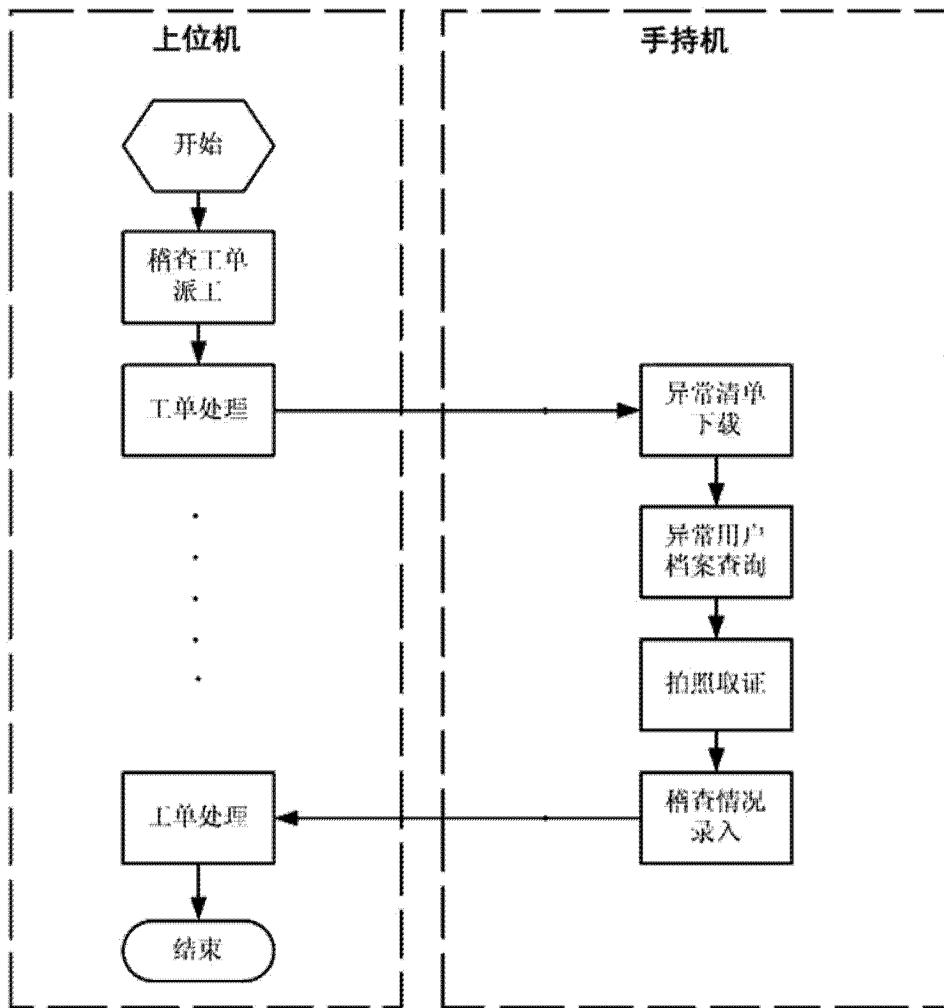 上位机
开始
稽查工单
派工
工单处理
工单处理
结束
手持机
异常清单
下载
异常用户
档案查询
拍照取证
稽查情况
录入